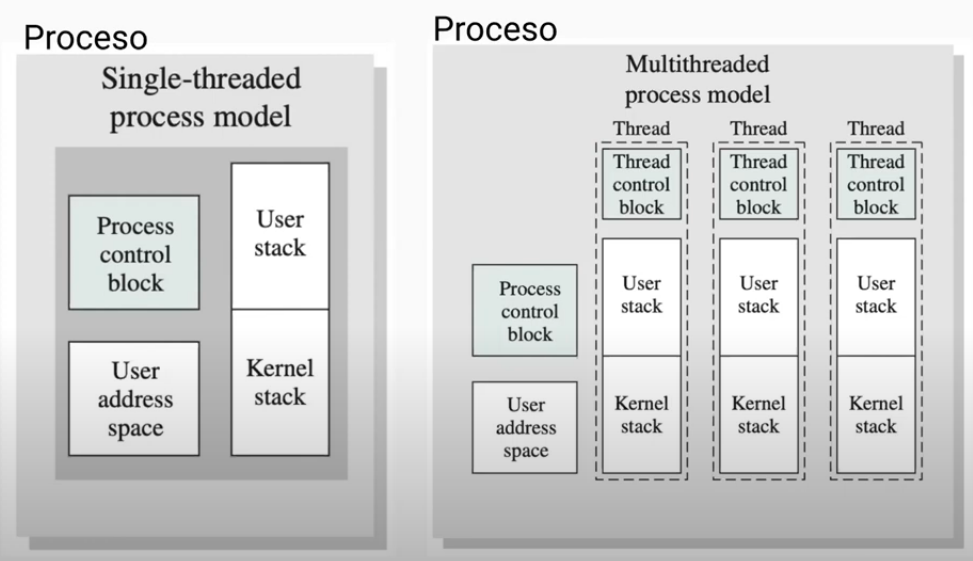 Proceso
Single-threaded
process model
Process
control
block
User
stack
User
address
space
Kernel
stack
Proceso
Multithreaded
process model
Thread
Thread
Thread
Thread
control
block
Thread
control
block
Thread
control
block
Process
control
block
User
stack
User
stack
User
stack
User
address
space
Kernel
stack
Kernel
stack
Kernel
stack